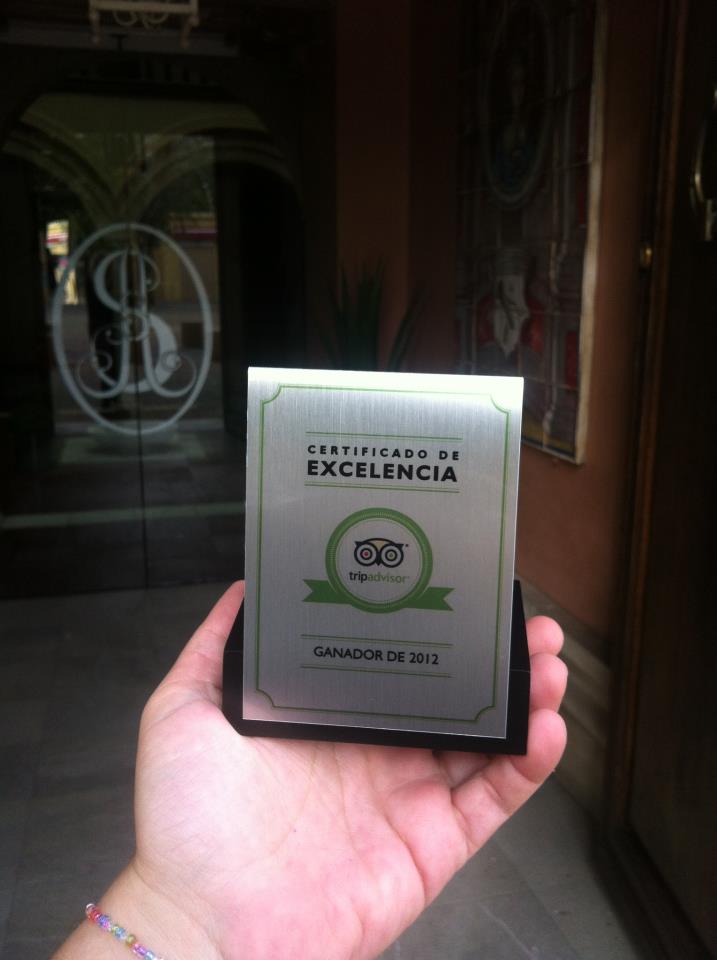 CERTIFICADO DE
EXCELENCIA
tripadvisor®
GANADOR DE 2012